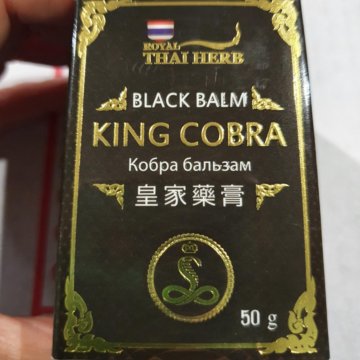 ROYAL
THAI HERB
BLACK BALM
KING COBRA
Кобра бальзам
皇家藥膏
50 g